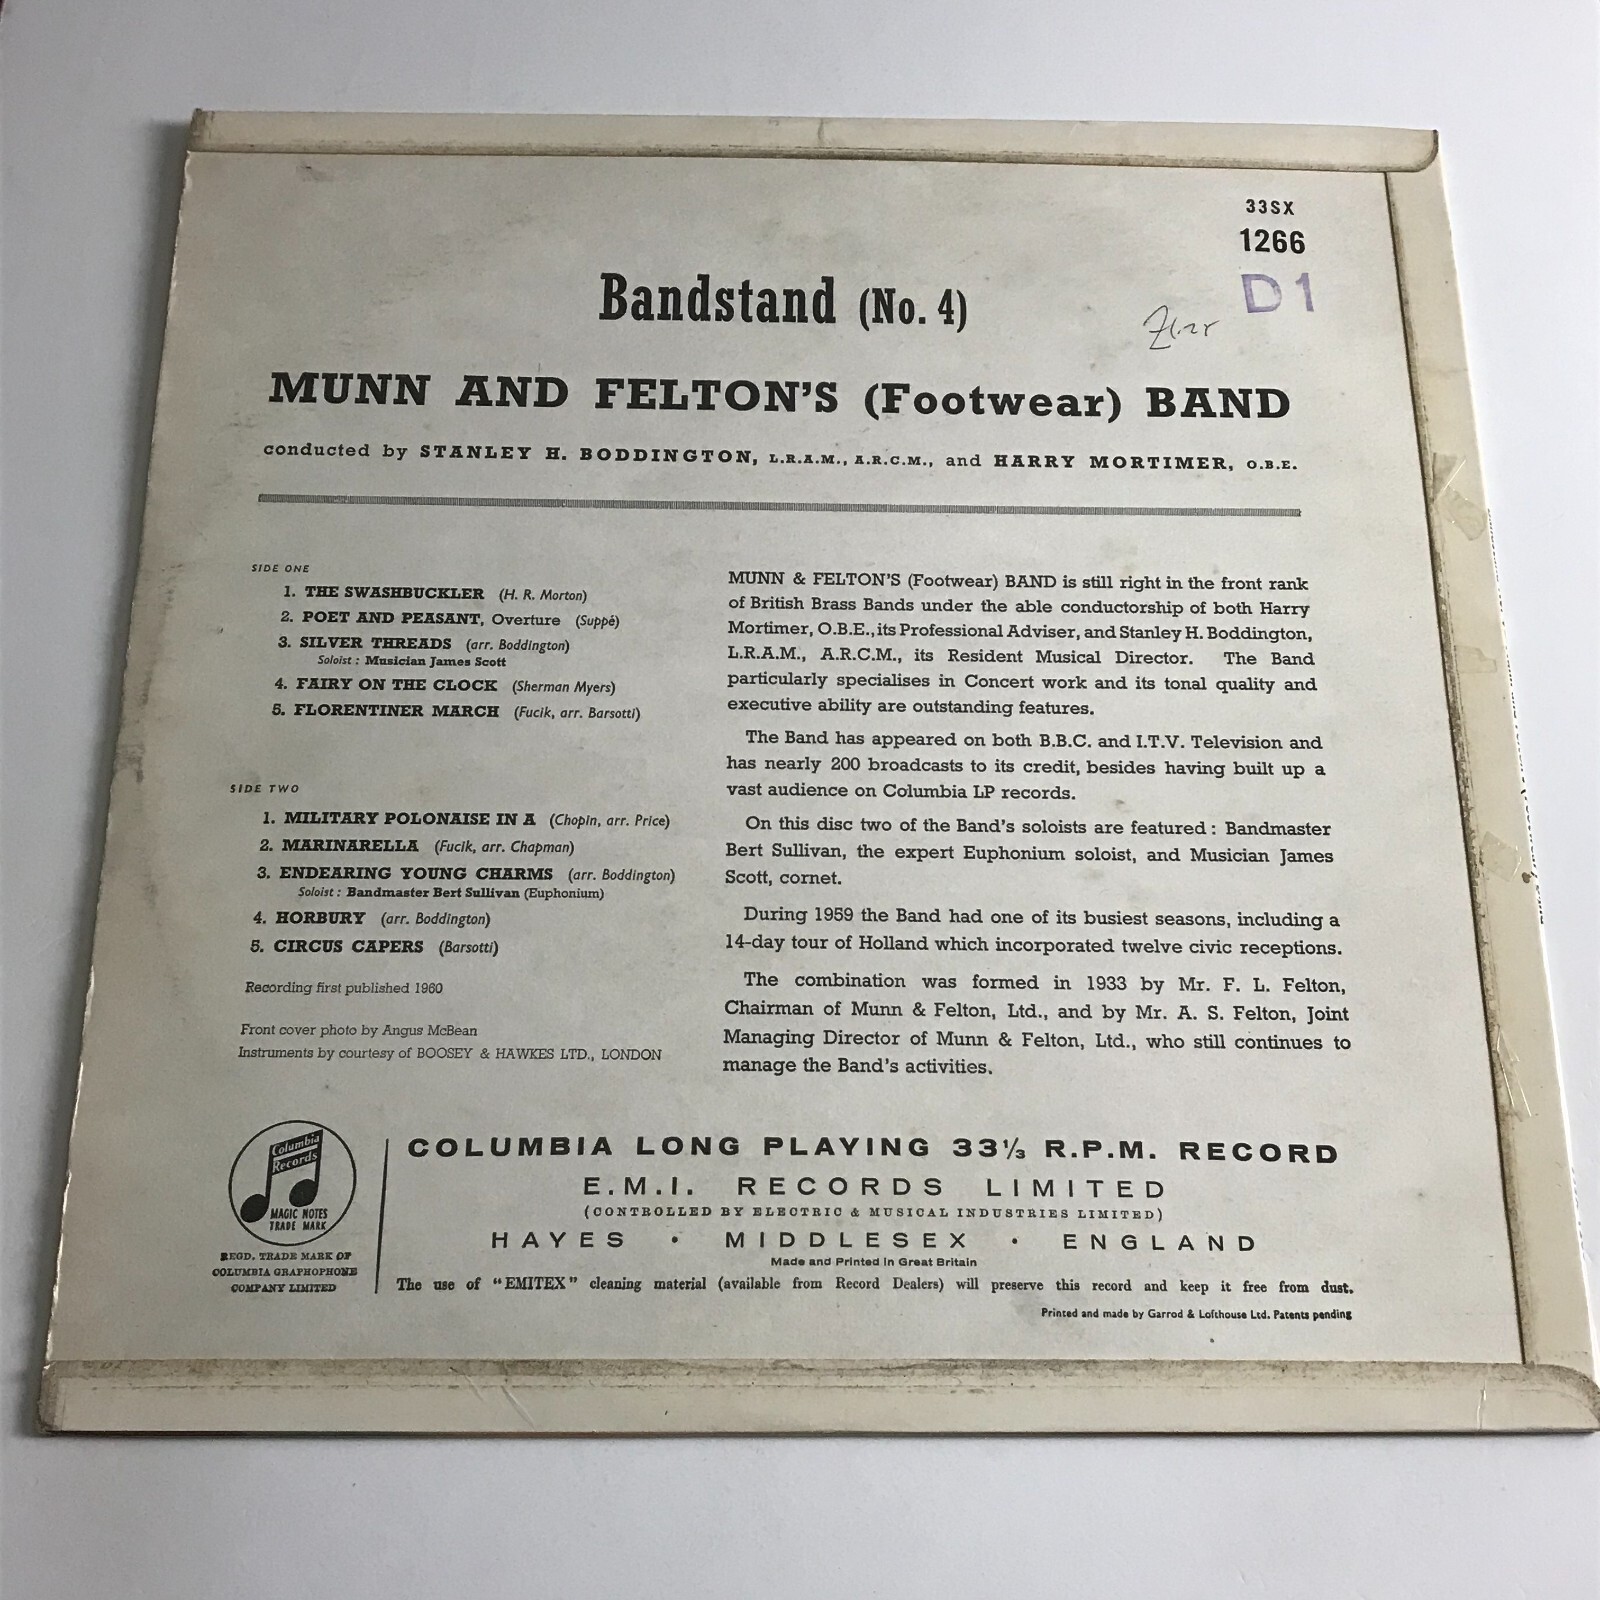 33SX
1266
D1
Bandstand (No. 4)
MUNN AND FELTON'S (Footwear) BAND
conducted by STANLEY H. BODDINGTON, L.R.A.M., A.R.C.M., and HARRY MORTIMER, O.B.E.
SIDE ONE
1. THE SWASHBUCKLER (H. R. Morton)
2. POET AND PEASANT, Overture (Suppé)
3. SILVER THREADS (arr. Boddington)
Soloist : Musician James Scott
4. FAIRY ON THE CLOCK (Sherman Myers)
5. FLORENTINER MARCH (Fucik, arr. Barsotti)
SIDE TWO
1. MILITARY POLONAISE IN A (Chopin, arr. Price)
2. MARINARELLA (Fucik, arr. Chapman)
3. ENDEARING YOUNG CHARMS (arr. Boddington)
Soloist : Bandmaster Bert Sullivan (Euphonium)
4. HORBURY (arr. Boddington)
5. CIRCUS CAPERS (Barsotti)
Recording first published 1960
Front cover photo by Angus McBean
Instruments by courtesy of BOOSEY & HAWKES LTD., LONDON
MUNN & FELTON'S (Footwear) BAND is still right in the front rank
of British Brass Bands under the able conductorship of both Harry
Mortimer, O.B.E., its Professional Adviser, and Stanley H. Boddington,
L.R.A.M., A.R.C.M., its Resident Musical Director. The Band
particularly specialises in Concert work and its tonal quality and
executive ability are outstanding features.
The Band has appeared on both B.B.C. and I.T.V. Television and
has nearly 200 broadcasts to its credit, besides having built up a
vast audience on Columbia LP records.
On this disc two of the Band's soloists are featured : Bandmaster
Bert Sullivan, the expert Euphonium soloist, and Musician James
Scott, cornet.
During 1959 the Band had one of its busiest seasons, including a
14-day tour of Holland which incorporated twelve civic receptions.
The combination was formed in 1933 by Mr. F. L. Felton,
Chairman of Munn & Felton, Ltd., and by Mr. A. S. Felton, Joint
Managing Director of Munn & Felton, Ltd., who still continues to
manage the Band's activities.
Columbia
Records
MAGIC NOTES
TRADE MARK
REGD. TRADE MARK OF
COLUMBIA GRAPHOPHONE
COMPANY LIMITED
COLUMBIA LONG PLAYING 33⅓ R.P.M. RECORD
E.M.I. RECORDS LIMITED
(CONTROLLED BY ELECTRIC & MUSICAL INDUSTRIES LIMITED)
HAYES • MIDDLESEX • ENGLAND
Made and Printed in Great Britain
The use of "EMITEX" cleaning material (available from Record Dealers) will preserve this record and keep it free from dust.
Printed and made by Garrod & Lofthouse Ltd. Patents pending